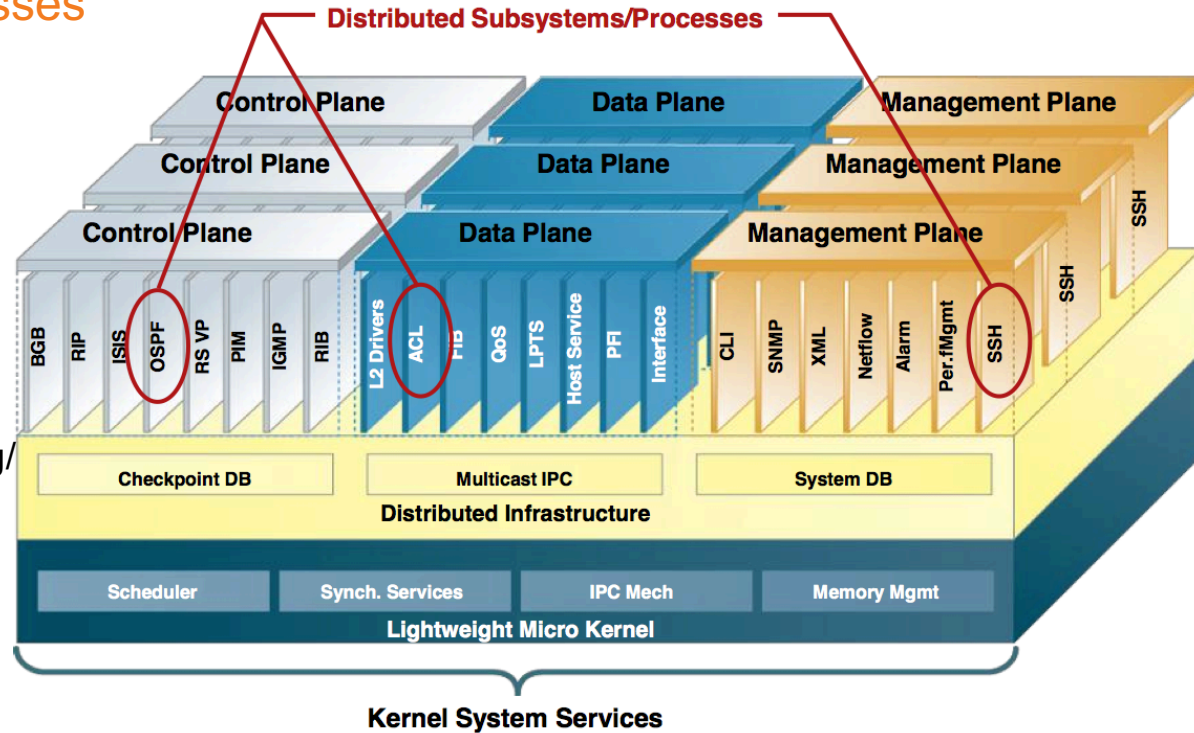 sses
Distributed Subsystems/Processes
Control Plane
Data Plane
Management Plane
Control Plane
Data Plane
Management Plane
Control Plane
Data Plane
Management Plane
BGB
RIP
ISIS
OSPF
RS VP
PIM
IGMP
RIB
L2 Drivers
ACL
FIB
QoS
LPTS
Host Service
PFI
Interface
CLI
SNMP
XML
Netflow
Alarm
Per.fMgmt
SSH
SSH
SSH
g/
Checkpoint DB
Multicast IPC
System DB
Distributed Infrastructure
Scheduler
Synch. Services
IPC Mech
Memory Mgmt
Lightweight Micro Kernel
Kernel System Services